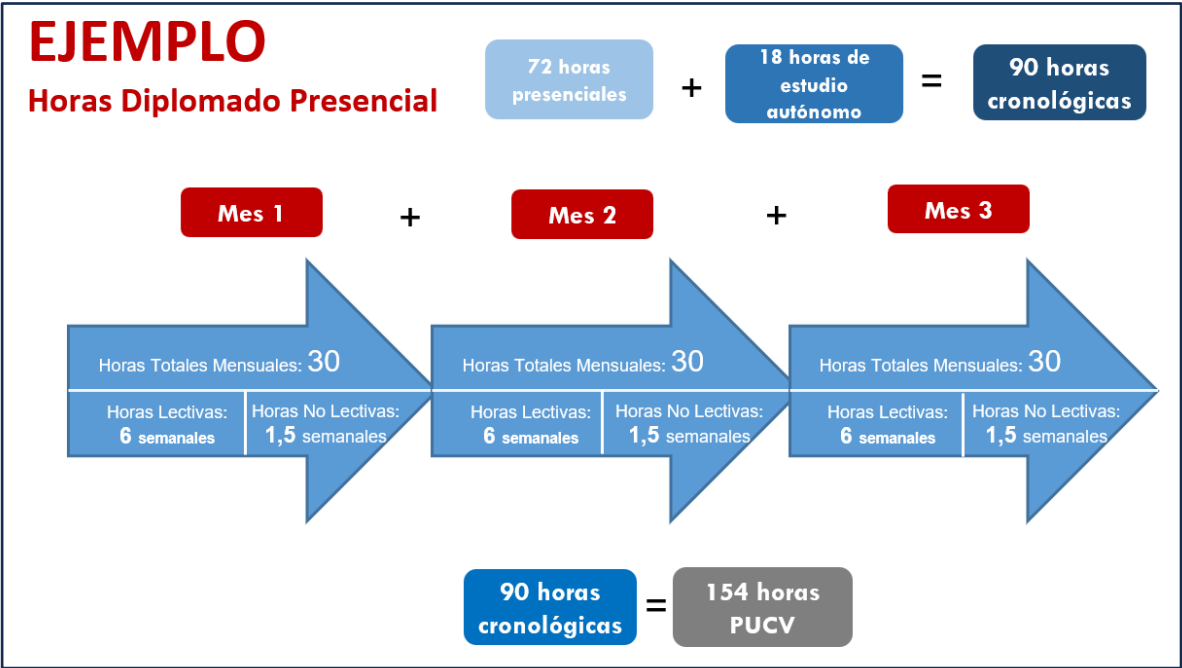 EJEMPLO
Horas Diplomado Presencial
72 horas
presenciales
+
18 horas de
estudio
autónomo
=
90 horas
cronológicas
Mes 1
+
Mes 2
+
Mes 3
Horas Totales Mensuales: 30
Horas Lectivas:
6 semanales
Horas No Lectivas:
1,5 semanales
Horas Totales Mensuales: 30
Horas Lectivas:
6 semanales
Horas No Lectivas:
1,5 semanales
Horas Totales Mensuales: 30
Horas Lectivas:
6 semanales
Horas No Lectivas:
1,5 semanales
90 horas
cronológicas
=
154 horas
PUCV